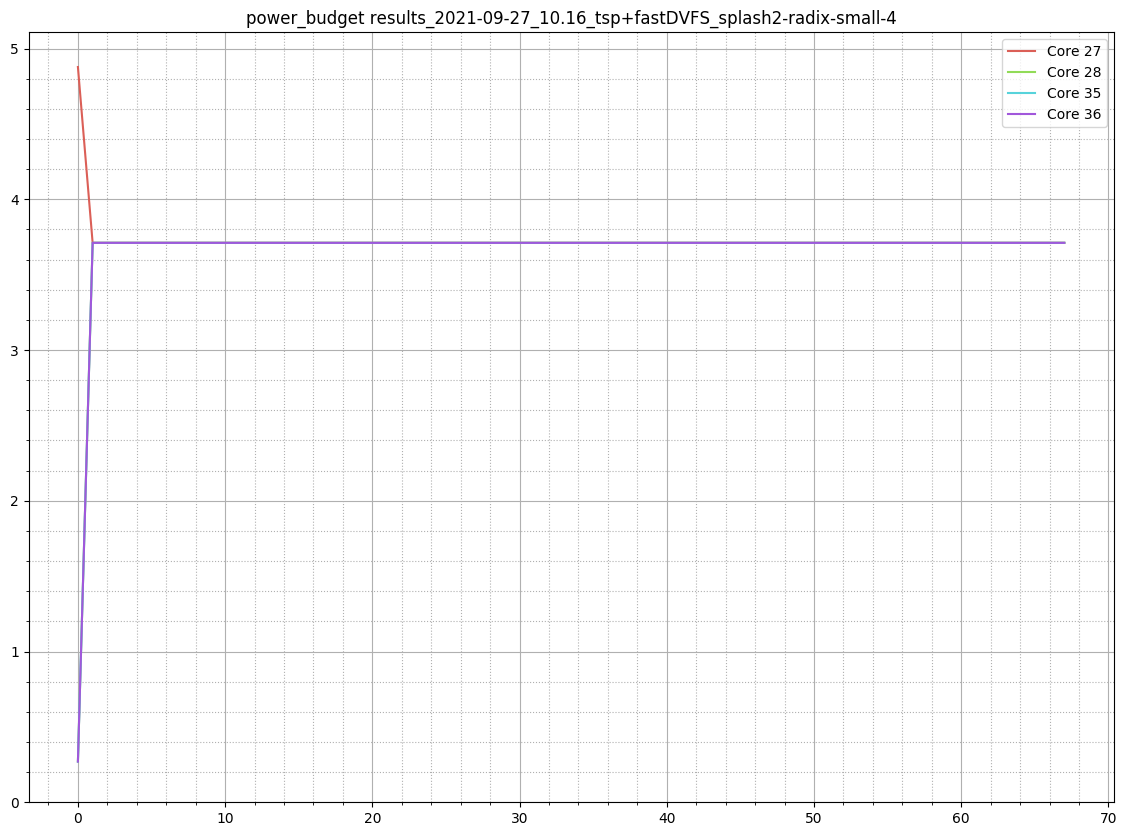 power_budget results_2021-09-27_10.16_tsp+fastDVFS_splash2-radix-small-4
5
4
3
2
1
0
Core 27
Core 28
Core 35
Core 36
0 10 20 30 40 50 60 70